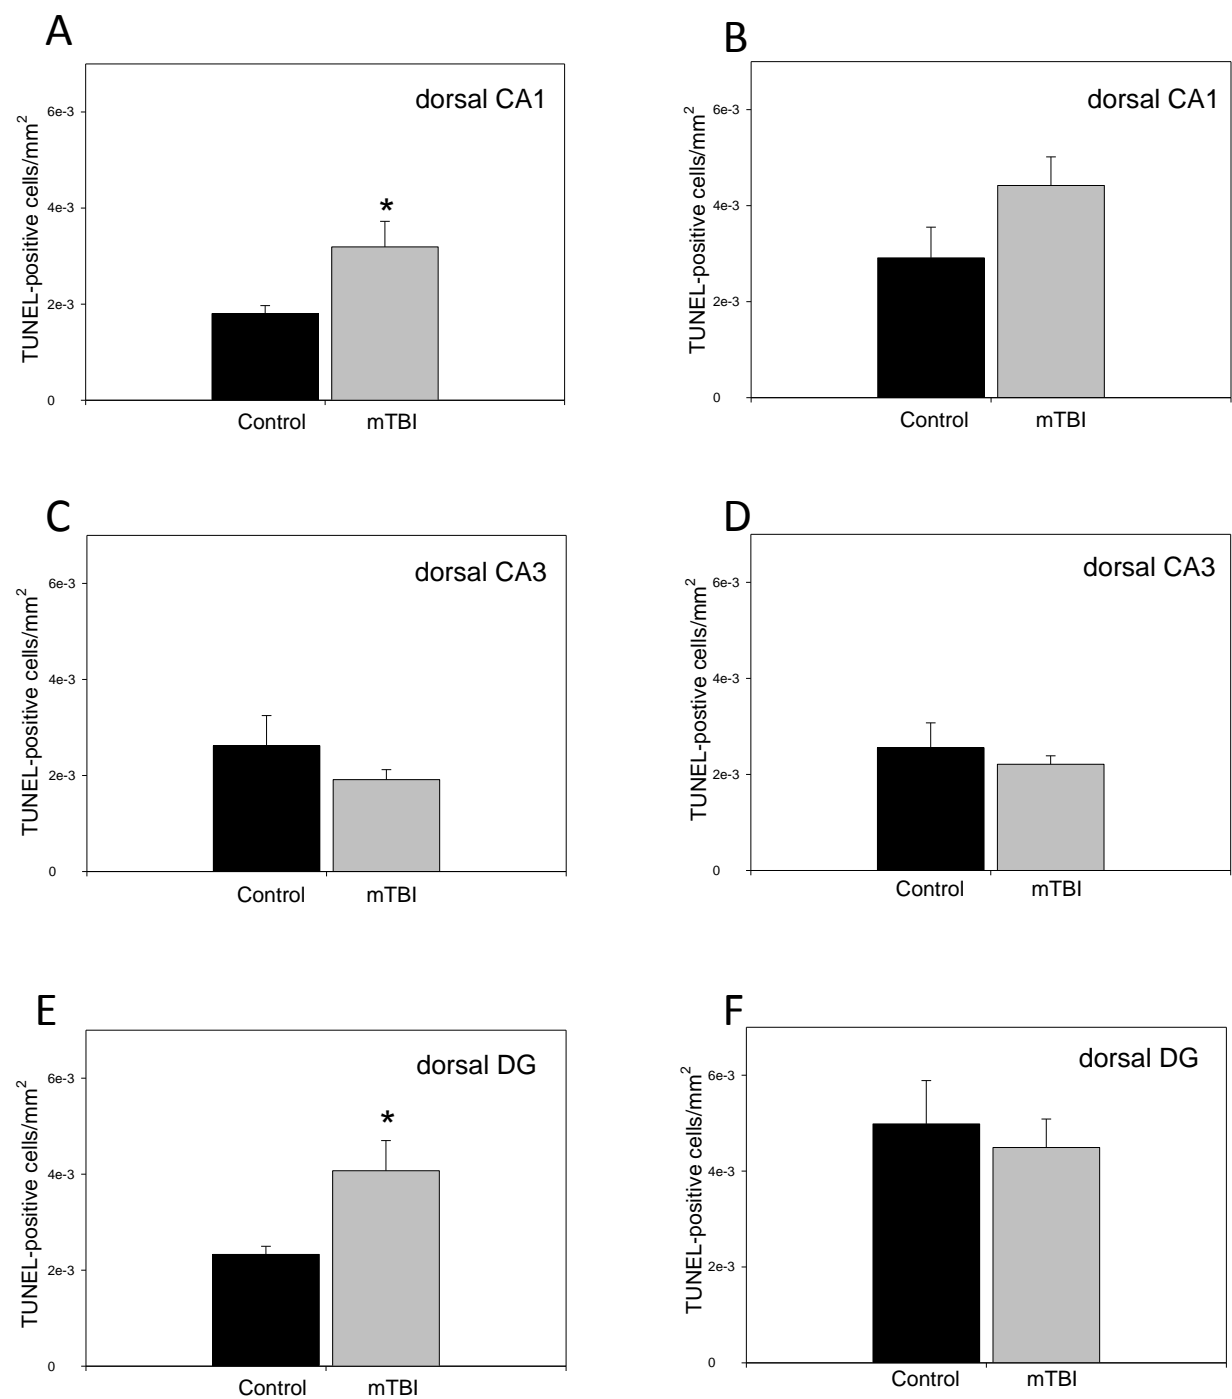 A
dorsal CA1
TUNEL-positive cells/mm²
6e-3
4e-3
*
2e-3
0
Control mTBI
B
dorsal CA1
TUNEL-positive cells/mm²
6e-3
4e-3
2e-3
0
Control mTBI
C
dorsal CA3
TUNEL-positive cells/mm²
6e-3
4e-3
2e-3
0
Control mTBI
D
dorsal CA3
TUNEL-postive cells/mm²
6e-3
4e-3
2e-3
0
Control mTBI
E
dorsal DG
TUNEL-positive cells/mm²
6e-3
*
4e-3
2e-3
0
Control mTBI
F
dorsal DG
TUNEL-positive cells/mm²
6e-3
4e-3
2e-3
0
Control mTBI